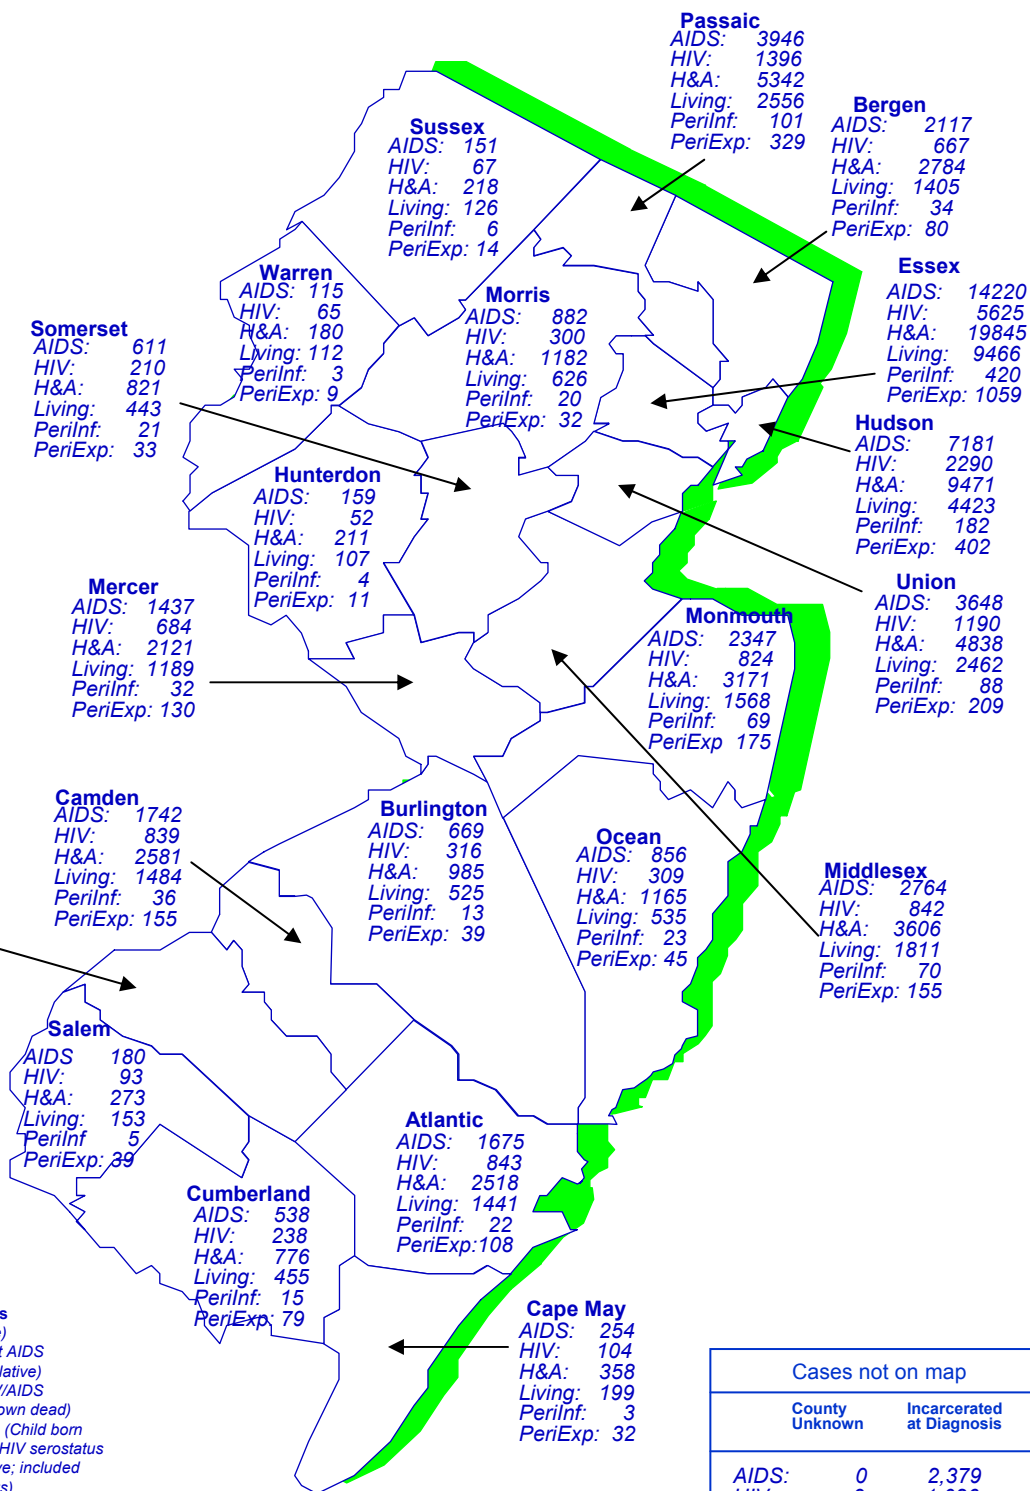 Passaic
AIDS: 3946
HIV: 1396
H&A: 5342
Living: 2556
PeriInf: 101
PeriExp: 329
Bergen
AIDS: 2117
HIV: 667
H&A: 2784
Living: 1405
PeriInf: 34
PeriExp: 80
Sussex
AIDS: 151
HIV: 67
H&A: 218
Living: 126
PeriInf: 6
PeriExp: 14
Essex
AIDS: 14220
HIV: 5625
H&A: 19845
Living: 9466
PeriInf: 420
PeriExp: 1059
Warren
AIDS: 115
HIV: 65
H&A: 180
Living: 112
PeriInf: 3
PeriExp: 9
Morris
AIDS: 882
HIV: 300
H&A: 1182
Living: 626
PeriInf: 20
PeriExp: 32
Somerset
AIDS: 611
HIV: 210
H&A: 821
Living: 443
PeriInf: 21
PeriExp: 33
Hudson
AIDS: 7181
HIV: 2290
H&A: 9471
Living: 4423
PeriInf: 182
PeriExp: 402
Hunterdon
AIDS: 159
HIV: 52
H&A: 211
Living: 107
PeriInf: 4
PeriExp: 11
Mercer
AIDS: 1437
HIV: 684
H&A: 2121
Living: 1189
PeriInf: 32
PeriExp: 130
Union
AIDS: 3648
HIV: 1190
H&A: 4838
Living: 2462
PeriInf: 88
PeriExp: 209
Monmouth
AIDS: 2347
HIV: 824
H&A: 3171
Living: 1568
PeriInf: 69
PeriExp 175
Camden
AIDS: 1742
HIV: 839
H&A: 2581
Living: 1484
PeriInf: 36
PeriExp: 155
Burlington
AIDS: 669
HIV: 316
H&A: 985
Living: 525
PeriInf: 13
PeriExp: 39
Ocean
AIDS: 856
HIV: 309
H&A: 1165
Living: 535
PeriInf: 23
PeriExp: 45
Middlesex
AIDS: 2764
HIV: 842
H&A: 3606
Living: 1811
PeriInf: 70
PeriExp: 155
Salem
AIDS 180
HIV: 93
H&A: 273
Living: 153
PeriInf 5
PeriExp: 39
Atlantic
AIDS: 1675
HIV: 843
H&A: 2518
Living: 1441
PeriInf: 22
PeriExp:108
Cumberland
AIDS: 538
HIV: 238
H&A: 776
Living: 455
PeriInf: 15
PeriExp: 79
Cape May
AIDS: 254
HIV: 104
H&A: 358
Living: 199
PeriInf: 3
PeriExp: 32
AIDS
/AIDS
own dead)
(Child born
HIV serostatus
; included
Cases not on map
County Incarcerated
Unknown at Diagnosis
AIDS: 0 2,379